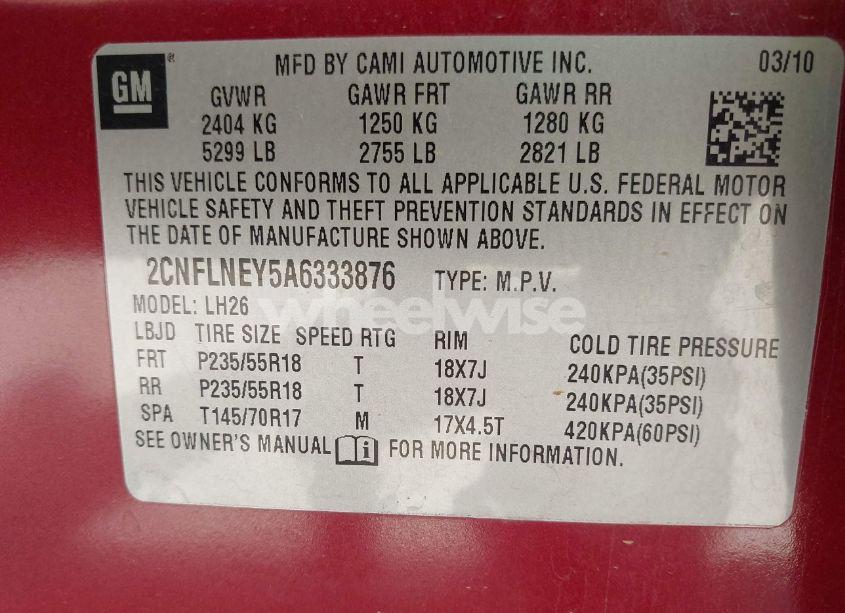 GM ® MFD BY CAMI AUTOMOTIVE INC. 03/10
GVWR GAWR FRT GAWR RR
2404 KG 1250 KG 1280 KG
5299 LB 2755 LB 2821 LB
THIS VEHICLE CONFORMS TO ALL APPLICABLE U.S. FEDERAL MOTOR
VEHICLE SAFETY AND THEFT PREVENTION STANDARDS IN EFFECT ON
THE DATE OF MANUFACTURE SHOWN ABOVE.
2CNFLNEY5A6333876 TYPE: M.P.V.
MODEL: LH26
wheelwise
LBJD TIRE SIZE SPEED RTG RIM COLD TIRE PRESSURE
FRT P235/55R18 T 18X7J 240KPA(35PSI)
RR P235/55R18 T 18X7J 240KPA(35PSI)
SPA T145/70R17 M 17X4.5T 420KPA(60PSI)
SEE OWNER'S MANUAL i FOR MORE INFORMATION.